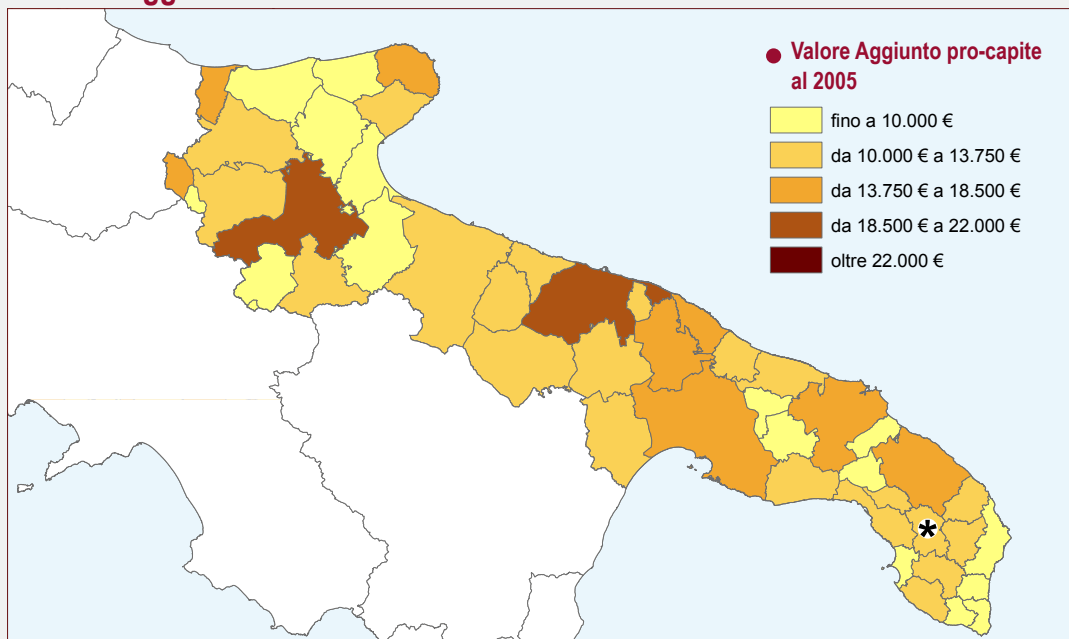 Valore Aggiunto pro-capite
al 2005
fino a 10.000 €
da 10.000 € a 13.750 €
da 13.750 € a 18.500 €
da 18.500 € a 22.000 €
oltre 22.000 €
*